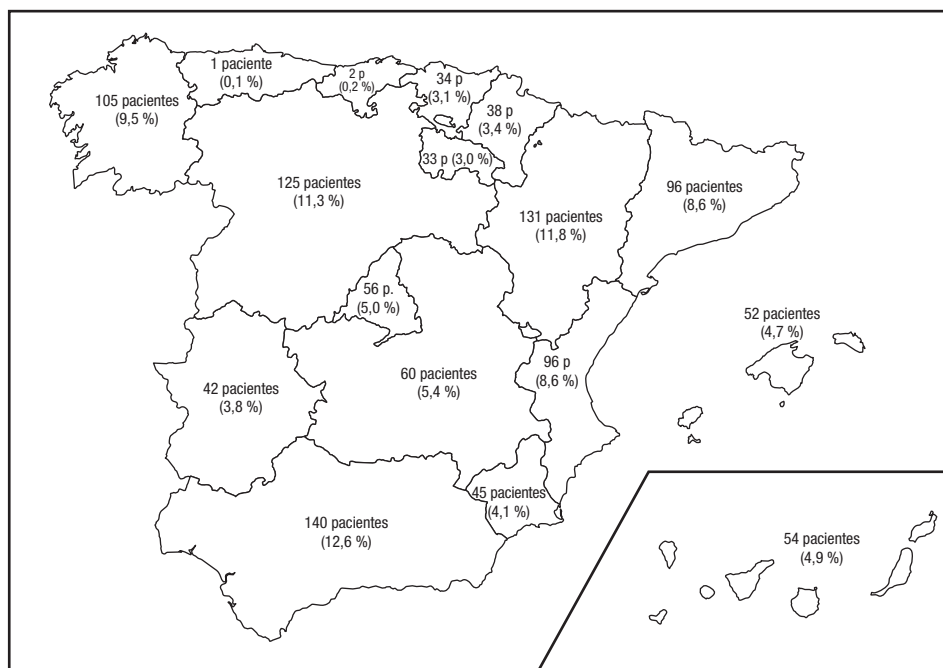 1 paciente
(0,1 %)
2 p
(0,2 %)
34 p
(3,1 %)
105 pacientes
(9,5 %)
38 p
(3,4 %)
33 p (3,0 %)
125 pacientes
(11,3 %)
96 pacientes
(8,6 %)
131 pacientes
(11,8 %)
56 p.
(5,0 %)
52 pacientes
(4,7 %)
96 p
(8,6 %)
60 pacientes
(5,4 %)
42 pacientes
(3,8 %)
45 pacientes
(4,1 %)
140 pacientes
(12,6 %)
54 pacientes
(4,9 %)